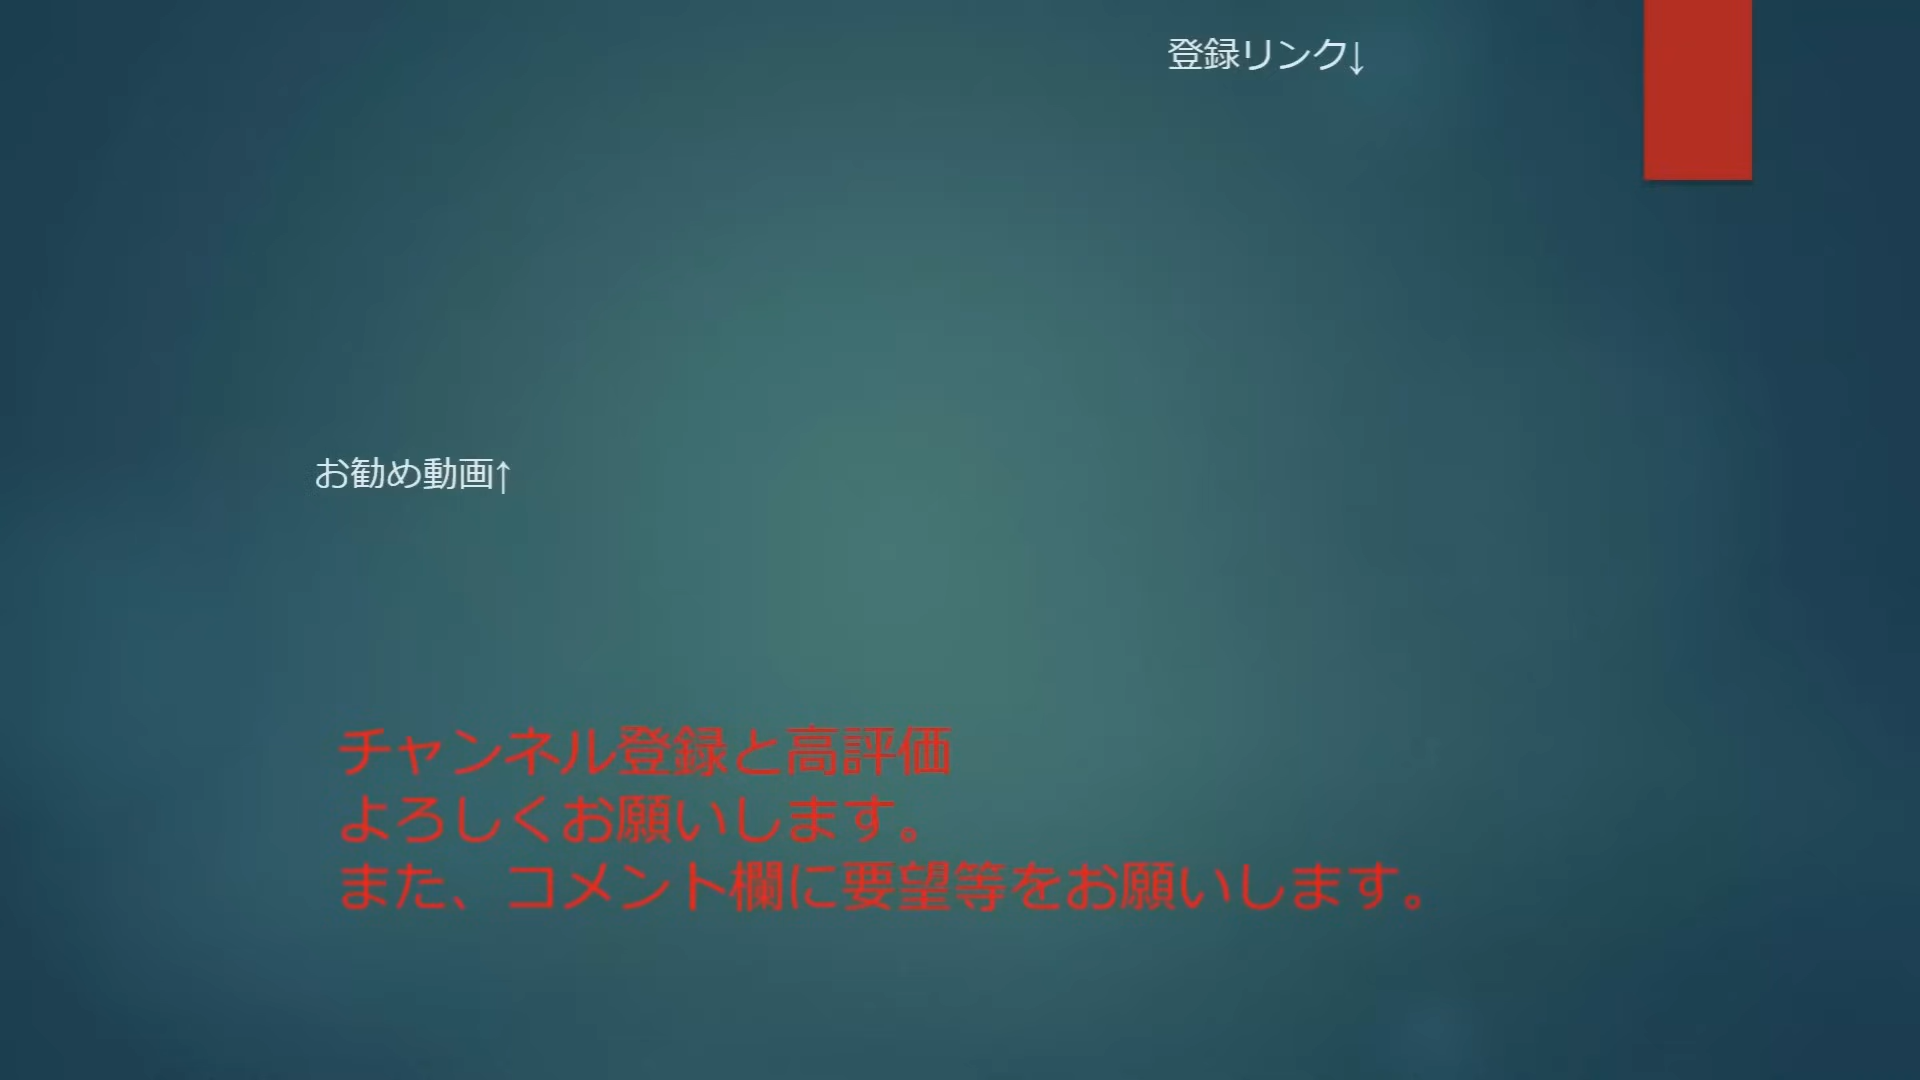 登録リンク↓
お勧め動画↑
チャンネル登録と高評価
よろしくお願いします。
また、コメント欄に要望等をお願いします。